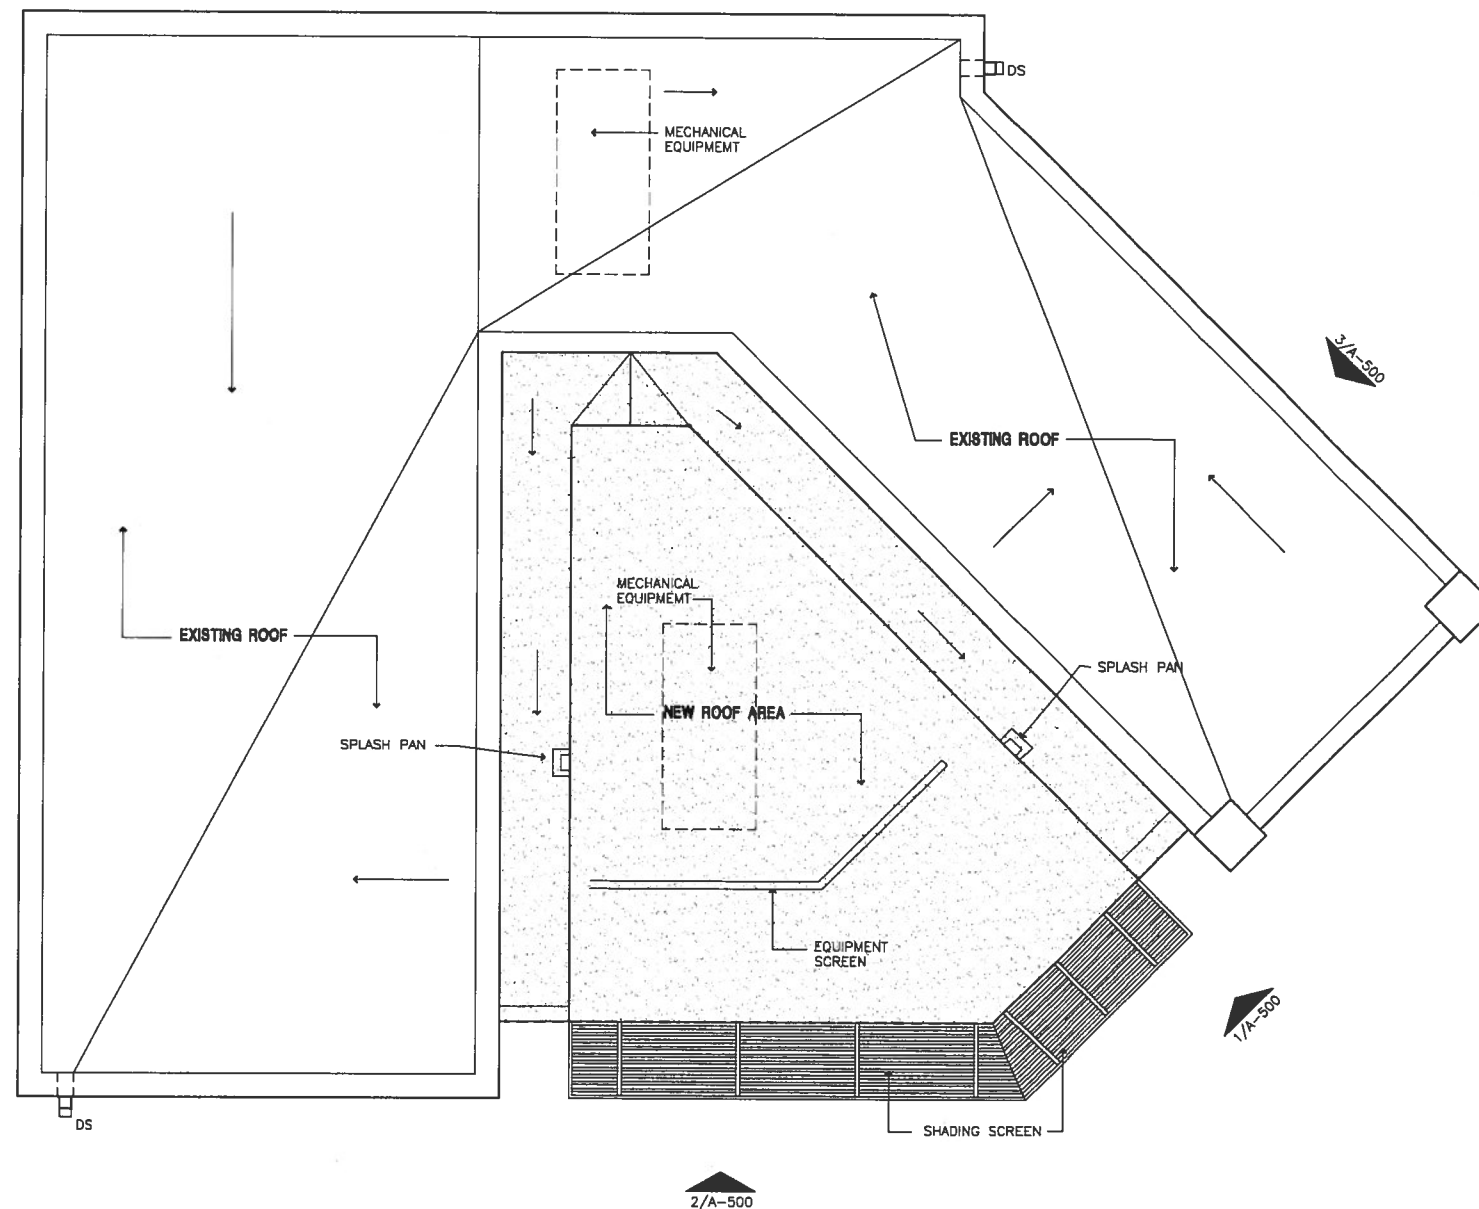 DS
MECHANICAL
EQUIPMEMT
3/A-500
EXISTING ROOF
MECHANICAL
EQUIPMEMT
EXISTING ROOF
SPLASH PAN
NEW ROOF AREA
SPLASH PAN
EQUIPMENT
SCREEN
1/A-500
DS
SHADING SCREEN
2/A-500